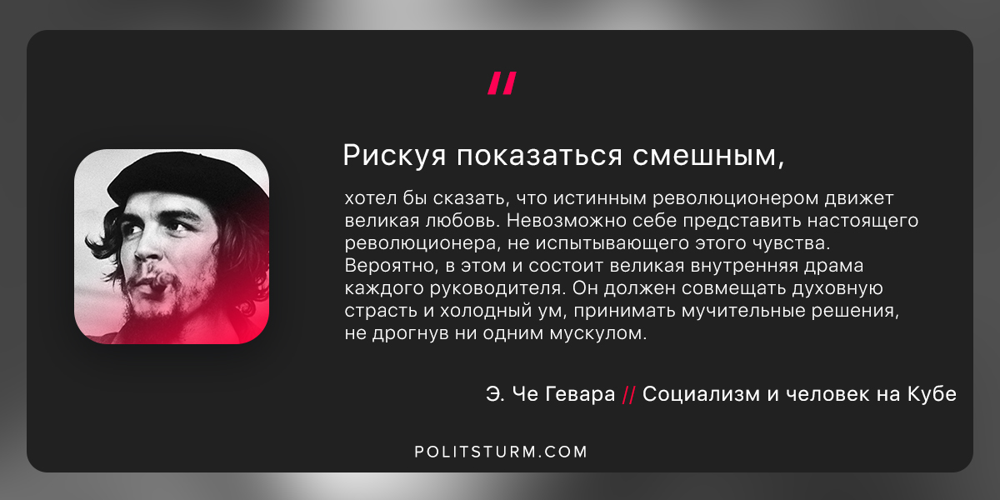 Рискуя показаться смешным,
хотел бы сказать, что истинным революционером движет
великая любовь. Невозможно себе представить настоящего
революционера, не испытывающего этого чувства.
Вероятно, в этом и состоит великая внутренняя драма
каждого руководителя. Он должен совмещать духовную
страсть и холодный ум, принимать мучительные решения,
не дрогнув ни одним мускулом.
Э. Че Гевара // Социализм и человек на Кубе
POLITSTURM.COM